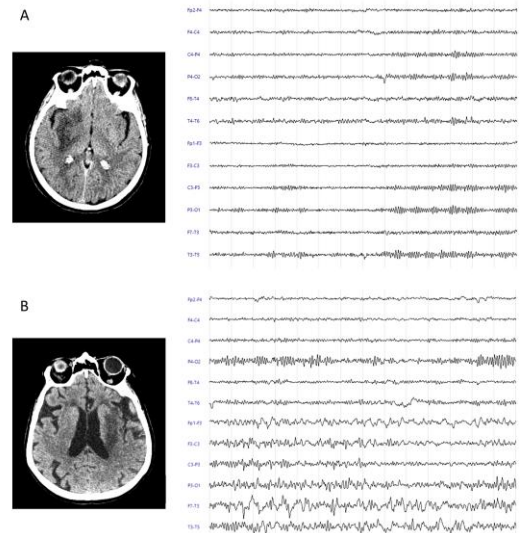 A
Fp2-F4
F4-C4
C4-P4
P4-O2
F8-T4
T4-T6
Fp1-F3
F3-C3
C3-P3
P3-O1
F7-T3
T3-T5
B
Fp2-F4
F4-C4
C4-P4
P4-O2
F8-T4
T4-T6
Fp1-F3
F3-C3
C3-P3
P3-O1
F7-T3
T3-T5